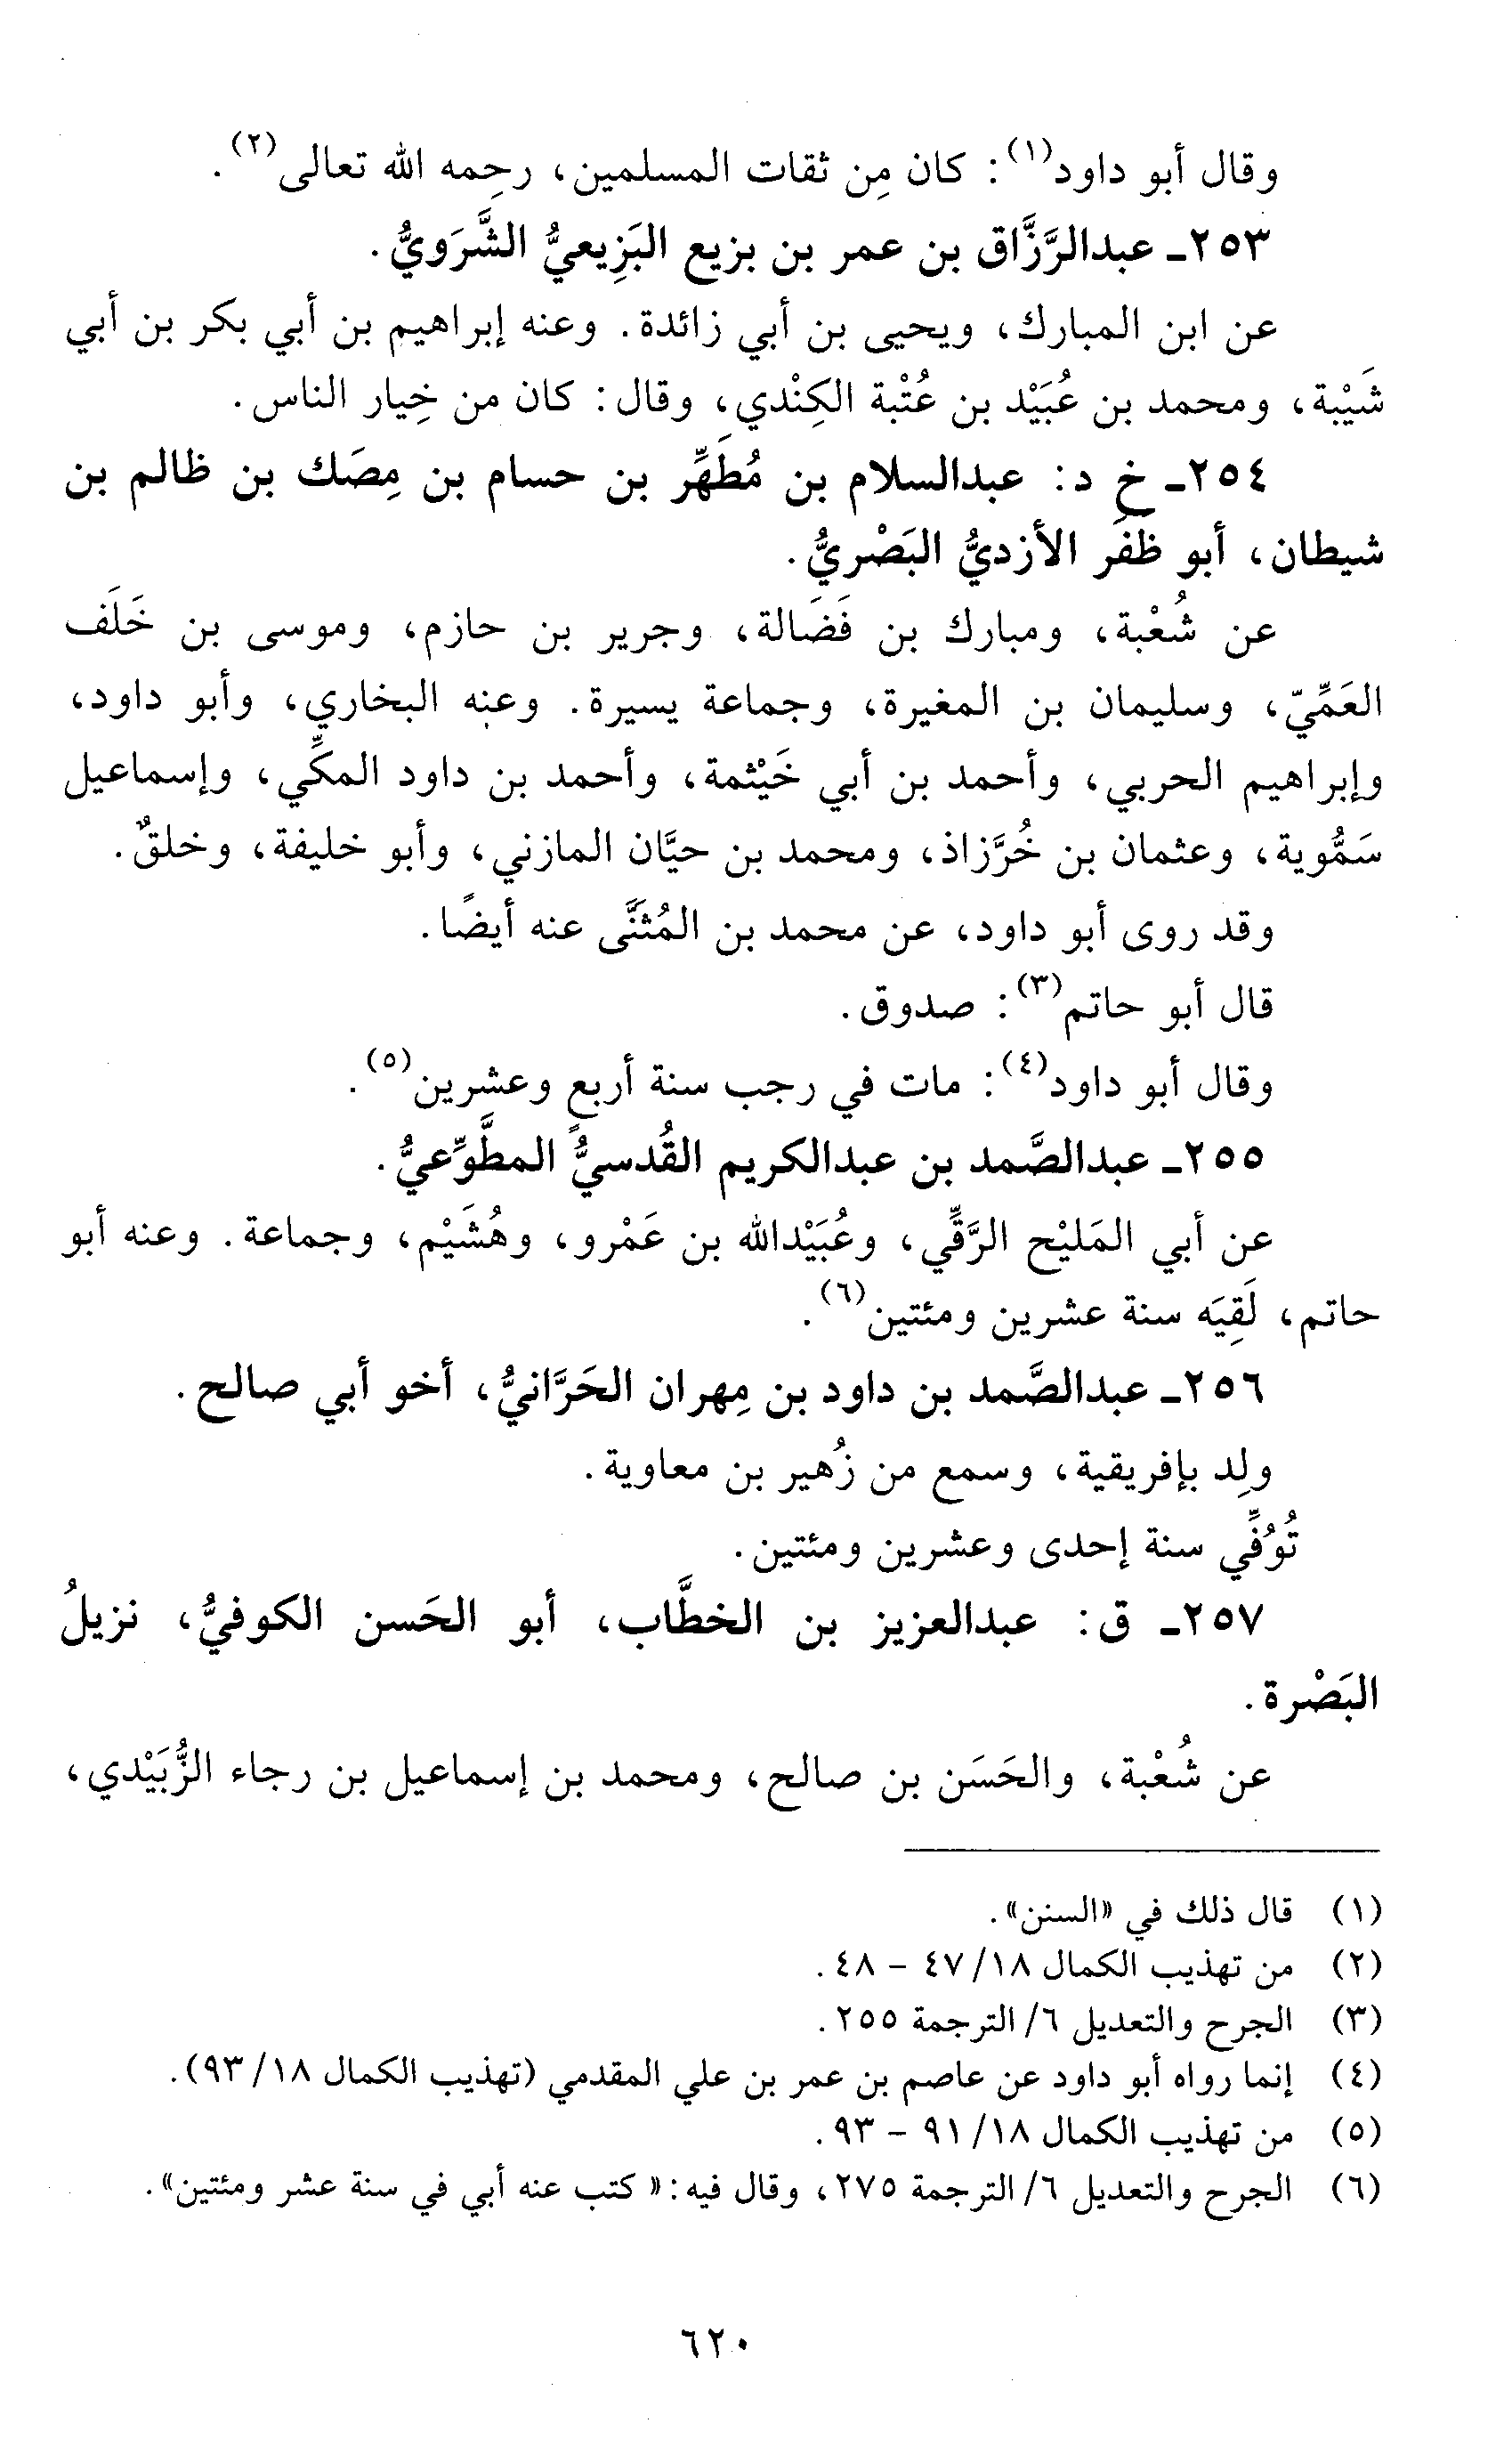 وقال أبو داود(١): كان مِن ثقات المسلمين، رحِمه الله تعالى(٢).
٢٥٣ـ عبدالرَّزَّاق بن عمر بن بزيع البَزِيعيُّ الشَّرَويُّ.
عن ابن المبارك، ويحيى بن أبي زائدة. وعنه إبراهيم بن أبي بكر بن أبي
شَيْبة، ومحمد بن عُبَيْد بن عُتْبة الكِنْدي، وقال: كان من خِيار الناس.
٢٥٤ـ خ د: عبدالسلام بن مُطَهِّر بن حسام بن مِصَك بن ظالم بن
شيطان، أبو ظفَر الأزديُّ البَصْريُّ.
عن شُعْبة، ومبارك بن فَضَالة، وجرير بن حازم، وموسى بن خَلَف
العَمِّيّ، وسليمان بن المغيرة، وجماعة يسيرة. وعنه البخاري، وأبو داود،
وإبراهيم الحربي، وأحمد بن أبي خَيْثمة، وأحمد بن داود المكِّي، وإسماعيل
سَمُّوية، وعثمان بن خُرَّزاذ، ومحمد بن حيَّان المازني، وأبو خليفة، وخلقٌ.
وقد روى أبو داود، عن محمد بن المُثنَّى عنه أيضًا.
قال أبو حاتم(٣): صدوق.
وقال أبو داود(٤): مات في رجب سنة أربعٍ وعشرين(٥).
٢٥٥ـ عبدالصَّمد بن عبدالكريم القُدسيُّ المطَّوِّعيُّ.
عن أبي المَليْح الرَّقِّي، وعُبَيْدالله بن عَمْرو، وهُشَيْم، وجماعة. وعنه أبو
حاتم، لَقِيَه سنة عشرين ومئتين(٦).
٢٥٦ـ عبدالصَّمد بن داود بن مِهران الحَرَّانيُّ، أخو أبي صالح.
ولِد بإفريقية، وسمع من زُهير بن معاوية.
تُوُفِّي سنة إحدى وعشرين ومئتين.
٢٥٧ـ ق: عبدالعزيز بن الخطَّاب، أبو الحَسن الكوفيُّ، نزيلُ
البَصْرة.
عن شُعْبة، والحَسَن بن صالح، ومحمد بن إسماعيل بن رجاء الزُّبَيْدي،
(١) قال ذلك في «السنن».
(٢) من تهذيب الكمال ١٨/ ٤٧ - ٤٨.
(٣) الجرح والتعديل ٦/ الترجمة ٢٥٥.
(٤) إنما رواه أبو داود عن عاصم بن عمر بن علي المقدمي (تهذيب الكمال ١٨/ ٩٣).
(٥) من تهذيب الكمال ١٨/ ٩١ - ٩٣.
(٦) الجرح والتعديل ٦/ الترجمة ٢٧٥، وقال فيه: «كتب عنه أبي في سنة عشر ومئتين».
٦٢٠